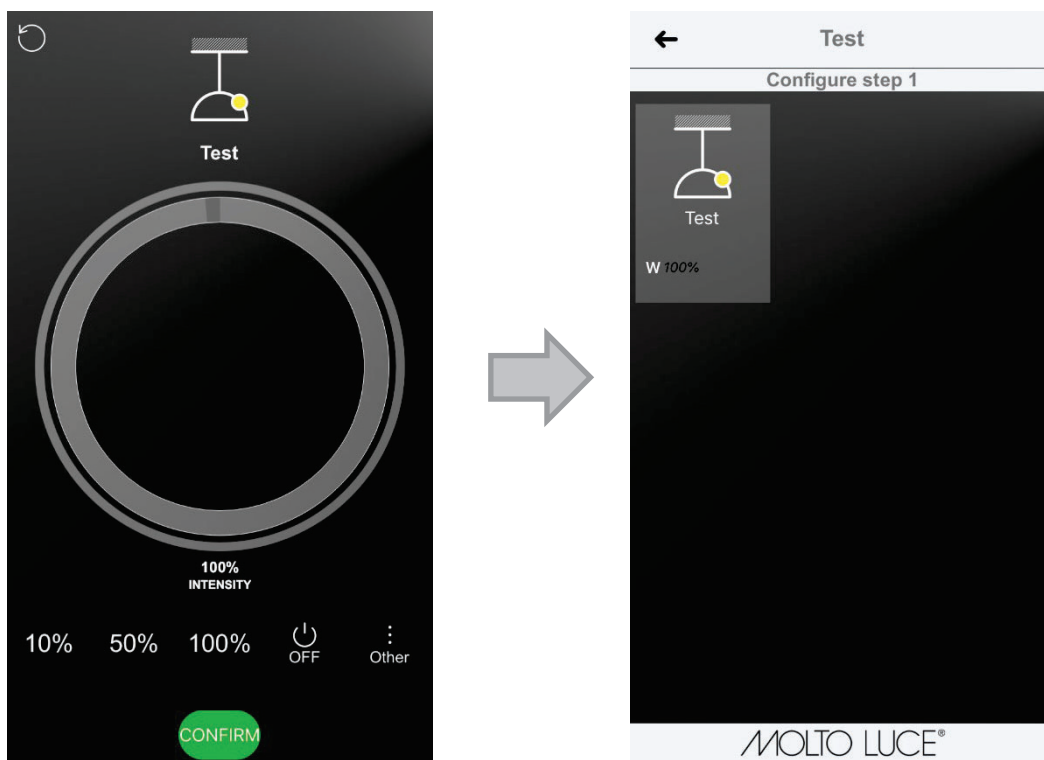 Test
100%
INTENSITY
10% 50% 100% OFF Other
CONFIRM
Test
Configure step 1
Test
W 100%
MOLTO LUCE®